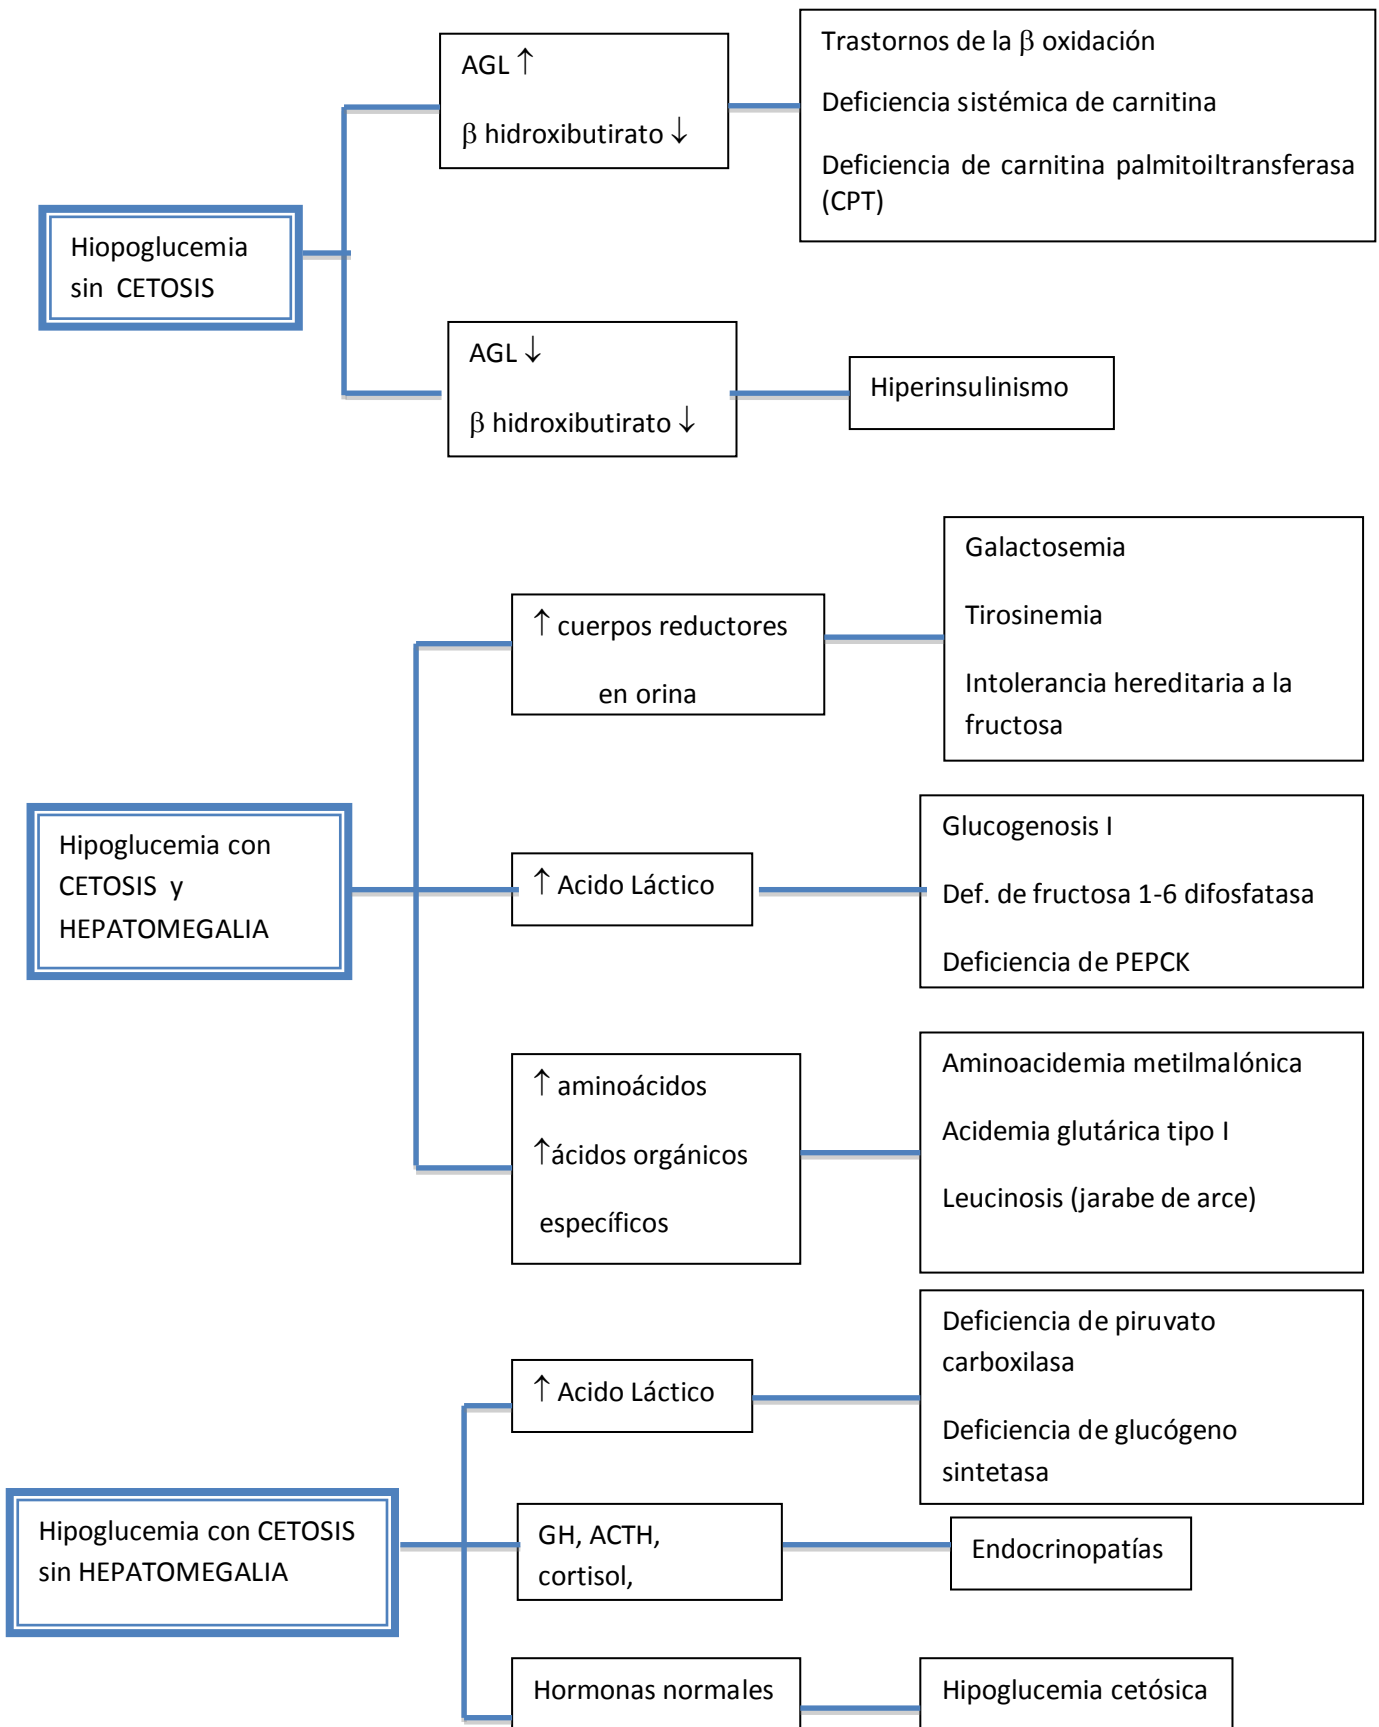 Hiopoglucemia
sin CETOSIS
AGL ↑
β hidroxibutirato ↓
Trastornos de la β oxidación
Deficiencia sistémica de carnitina
Deficiencia de carnitina palmitoiltransferasa
(CPT)
AGL ↓
β hidroxibutirato ↓
Hiperinsulinismo
Hipoglucemia con
CETOSIS y
HEPATOMEGALIA
↑ cuerpos reductores
en orina
Galactosemia
Tirosinemia
Intolerancia hereditaria a la
fructosa
↑ Acido Láctico
Glucogenosis I
Def. de fructosa 1-6 difosfatasa
Deficiencia de PEPCK
↑ aminoácidos
↑ácidos orgánicos
específicos
Aminoacidemia metilmalónica
Acidemia glutárica tipo I
Leucinosis (jarabe de arce)
Hipoglucemia con CETOSIS
sin HEPATOMEGALIA
↑ Acido Láctico
Deficiencia de piruvato
carboxilasa
Deficiencia de glucógeno
sintetasa
GH, ACTH,
cortisol,
Endocrinopatías
Hormonas normales
Hipoglucemia cetósica